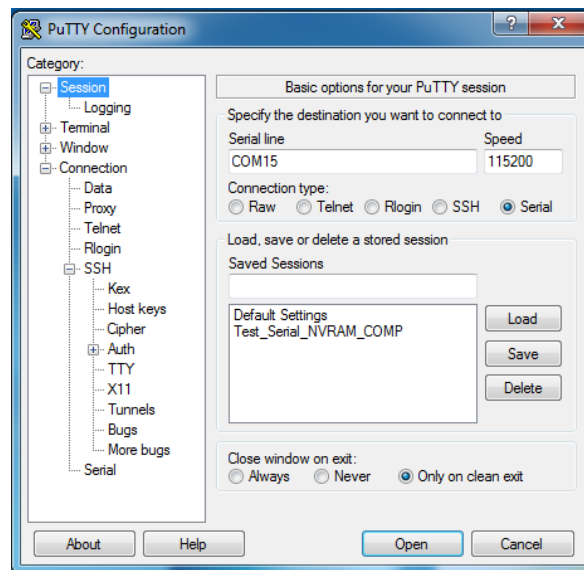 PuTTY Configuration
?
X
Category:
Session
Logging
Terminal
Window
Connection
Data
Proxy
Telnet
Rlogin
SSH
Kex
Host keys
Cipher
Auth
TTY
X11
Tunnels
Bugs
More bugs
Serial
Basic options for your PuTTY session
Specify the destination you want to connect to
Serial line Speed
COM15 115200
Connection type:
Raw Telnet Rlogin SSH Serial
Load, save or delete a stored session
Saved Sessions
Default Settings
Test_Serial_NVRAM_COMP
Load
Save
Delete
Close window on exit:
Always Never Only on clean exit
About Help Open Cancel